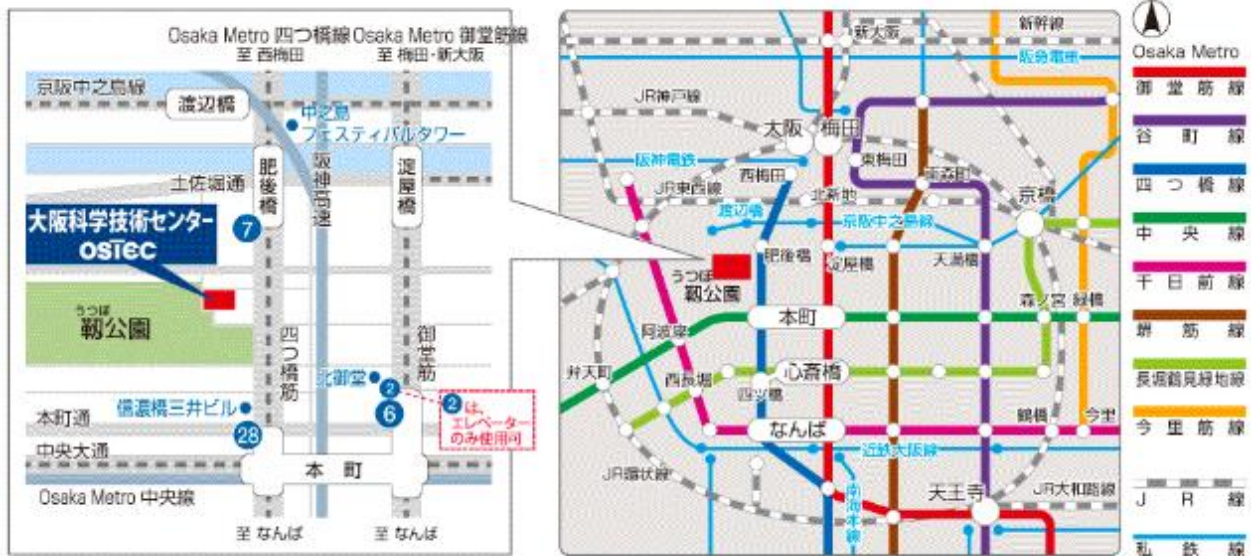 Osaka Metro 四つ橋線
至 西梅田
Osaka Metro 御堂筋線
至 梅田・新大阪
京阪中之島線
渡辺橋
中之島
フェスティバルタワー
肥後橋
阪神高速
淀屋橋
土佐堀通
大阪科学技術センター
OSTEC
7
うつぼ
靭公園
四つ橋筋
御堂筋
北御堂
2
6
2は、
エレベーター
のみ使用可
信濃橋三井ビル
28
本町通
中央大通
本町
Osaka Metro 中央線
至 なんば
至 なんば
新幹線
新大阪
阪急電車
JR神戸線
大阪
梅田
東梅田
阪神電鉄
西梅田
南森町
JR東西線
北新地
京橋
渡辺橋
京阪中之島線
肥後橋
淀屋橋
天満橋
うつぼ
靭公園
森ノ宮
緑橋
本町
阿波座
弁天町
心斎橋
西長堀
四ツ橋
鶴橋
今里
なんば
近鉄大阪線
JR環状線
南海本線
天王寺
JR大和路線
Osaka Metro
御堂筋線
谷町線
四つ橋線
中央線
千日前線
堺筋線
長堀鶴見緑地線
今里筋線
JR線
私鉄線